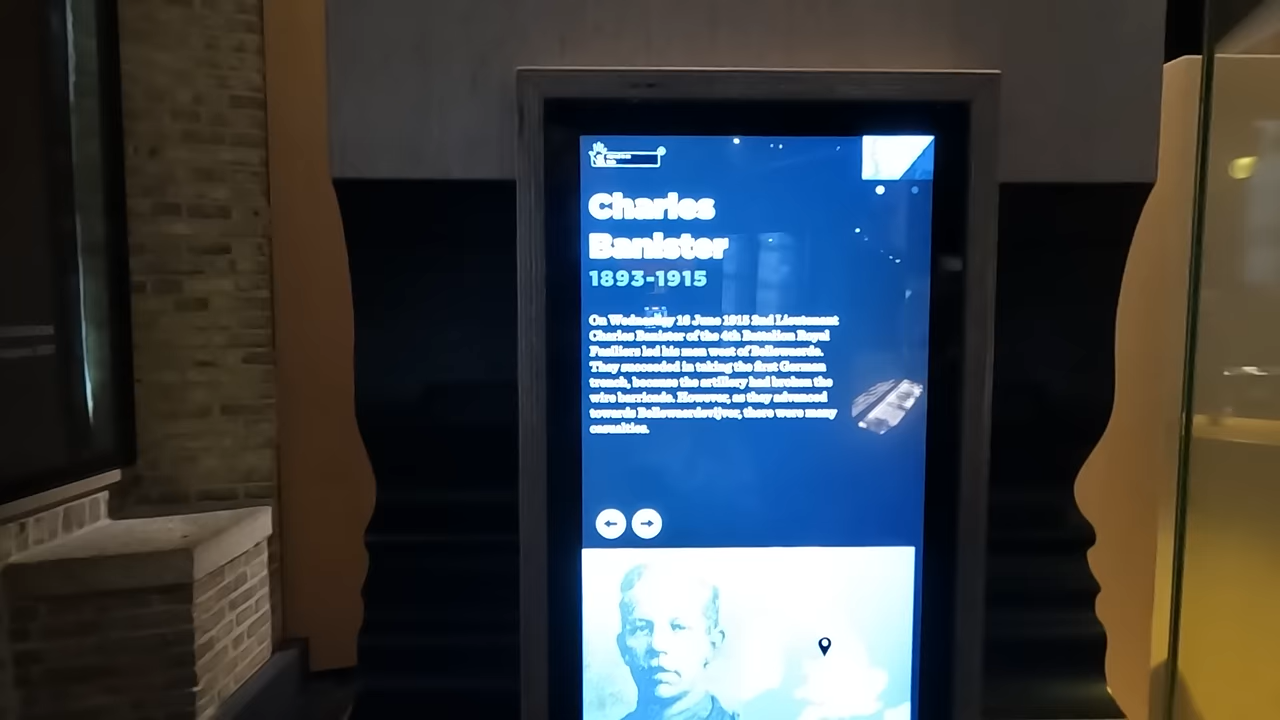 Charles
Banister
1893-1915
On Wednesday 16 June 1915 2nd Lieutenant
Charles Banister of the 4th Battalion Royal
Fusiliers led his men west of Bellewaerde.
They succeeded in taking the first German
trench, because the artillery had broken the
wire barricade. However, as they advanced
towards Bellewaerdevijver, there were many
casualties.